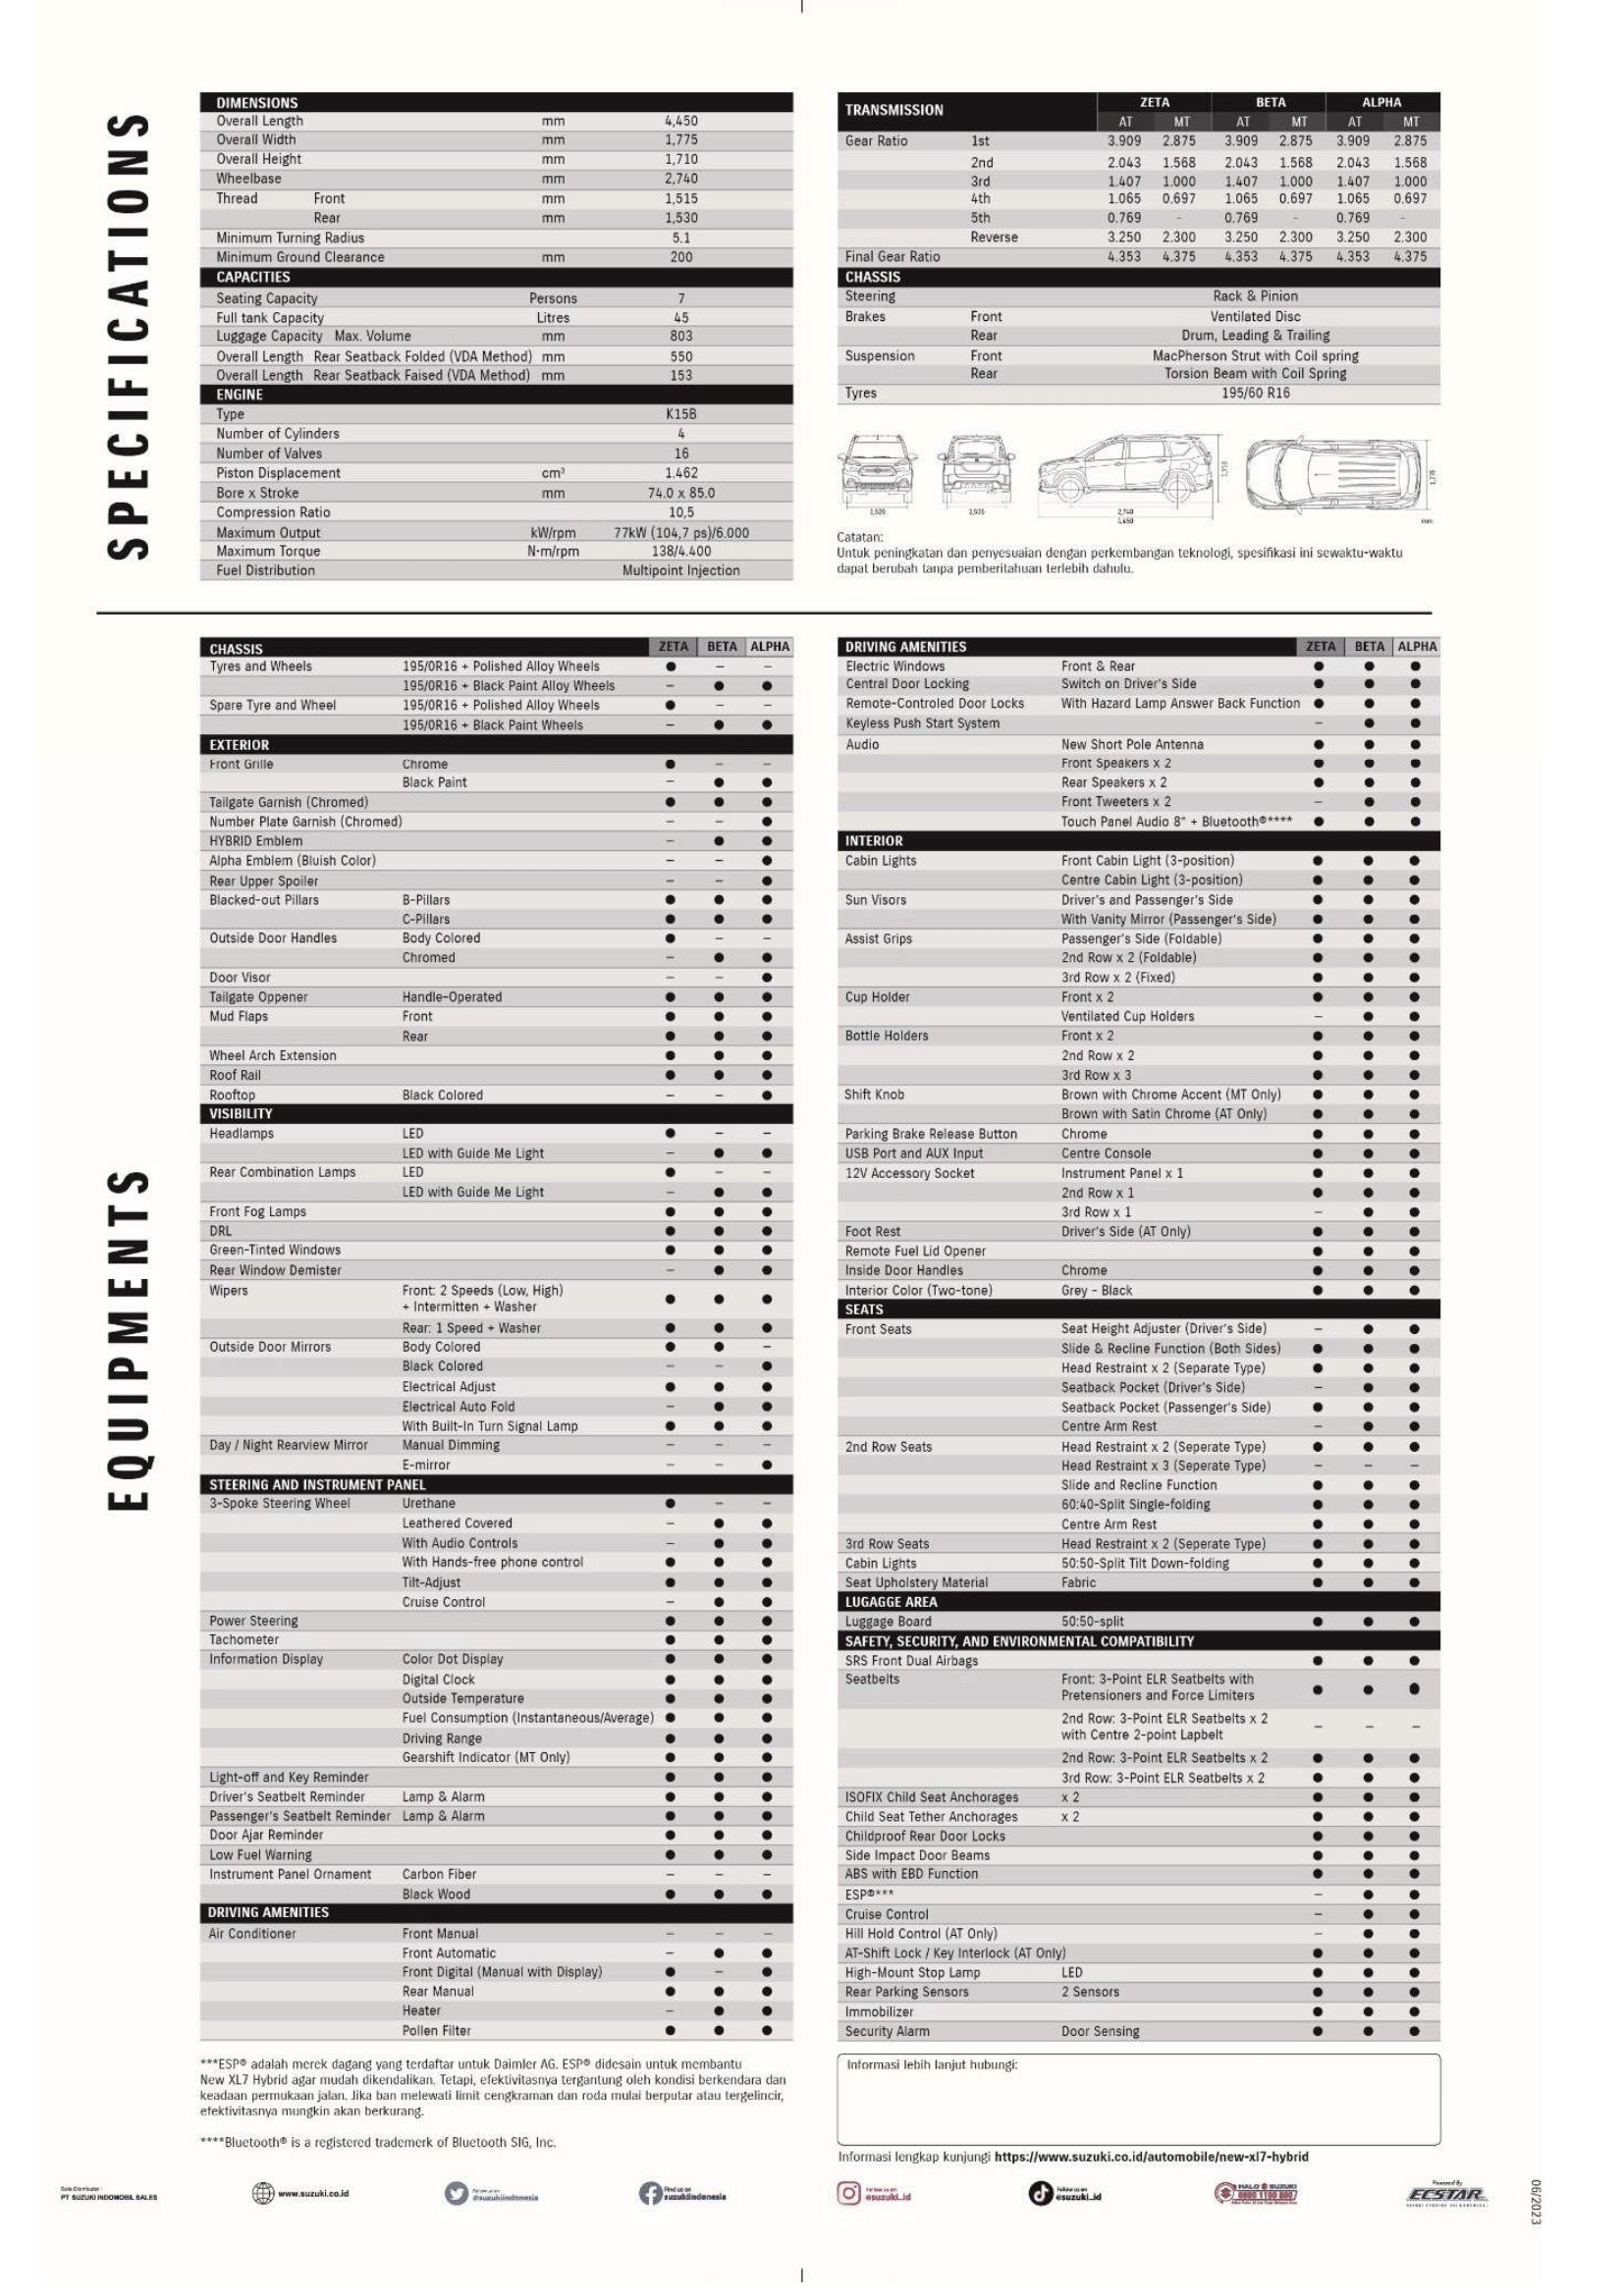 SPECIFICATIONS
DIMENSIONS
Overall Length mm 4,450
Overall Width mm 1,775
Overall Height mm 1,710
Wheelbase mm 2,740
Thread Front mm 1,515
Rear mm 1,530
Minimum Turning Radius 5.1
Minimum Ground Clearance mm 200
CAPACITIES
Seating Capacity Persons 7
Full tank Capacity Litres 45
Luggage Capacity Max. Volume mm 803
Overall Length Rear Seatback Folded (VDA Method) mm 550
Overall Length Rear Seatback Faised (VDA Method) mm 153
ENGINE
Type K15B
Number of Cylinders 4
Number of Valves 16
Piston Displacement cm³ 1.462
Bore x Stroke mm 74.0 x 85.0
Compression Ratio 10,5
Maximum Output kW/rpm 77kW (104,7 ps)/6.000
Maximum Torque N·m/rpm 138/4.400
Fuel Distribution Multipoint Injection
TRANSMISSION ZETA BETA ALPHA
AT MT AT MT AT MT
Gear Ratio 1st 3.909 2.875 3.909 2.875 3.909 2.875
2nd 2.043 1.568 2.043 1.568 2.043 1.568
3rd 1.407 1.000 1.407 1.000 1.407 1.000
4th 1.065 0.697 1.065 0.697 1.065 0.697
5th 0.769 - 0.769 - 0.769 -
Reverse 3.250 2.300 3.250 2.300 3.250 2.300
Final Gear Ratio 4.353 4.375 4.353 4.375 4.353 4.375
CHASSIS
Steering Rack & Pinion
Brakes Front Ventilated Disc
Rear Drum, Leading & Trailing
Suspension Front MacPherson Strut with Coil spring
Rear Torsion Beam with Coil Spring
Tyres 195/60 R16
1,710
2,740
4,450
mm
Catatan:
Untuk peningkatan dan penyesuaian dengan perkembangan teknologi, spesifikasi ini sewaktu-waktu
dapat berubah tanpa pemberitahuan terlebih dahulu.
EQUIPMENTS
CHASSIS ZETA BETA ALPHA
Tyres and Wheels 195/0R16 + Polished Alloy Wheels ● – –
195/0R16 + Black Paint Alloy Wheels – ● ●
Spare Tyre and Wheel 195/0R16 + Polished Alloy Wheels ● – –
195/0R16 + Black Paint Wheels – ● ●
EXTERIOR
Front Grille Chrome ● – –
Black Paint – ● ●
Tailgate Garnish (Chromed) ● ● ●
Number Plate Garnish (Chromed) – – ●
HYBRID Emblem – ● ●
Alpha Emblem (Bluish Color) – – ●
Rear Upper Spoiler – – ●
Blacked-out Pillars B-Pillars ● ● ●
C-Pillars ● ● ●
Outside Door Handles Body Colored ● – –
Chromed – ● ●
Door Visor – – ●
Tailgate Oppener Handle-Operated ● ● ●
Mud Flaps Front ● ● ●
Rear ● ● ●
Wheel Arch Extension ● ● ●
Roof Rail ● ● ●
Rooftop Black Colored – – ●
VISIBILITY
Headlamps LED ● – –
LED with Guide Me Light – ● ●
Rear Combination Lamps LED ● – –
LED with Guide Me Light – ● ●
Front Fog Lamps ● ● ●
DRL ● ● ●
Green-Tinted Windows ● ● ●
Rear Window Demister – ● ●
Wipers Front: 2 Speeds (Low, High)
+ Intermitten + Washer ● ● ●
Rear: 1 Speed + Washer ● ● ●
Outside Door Mirrors Body Colored ● ● –
Black Colored – – ●
Electrical Adjust ● ● ●
Electrical Auto Fold – ● ●
With Built-In Turn Signal Lamp ● ● ●
Day / Night Rearview Mirror Manual Dimming – – –
E-mirror – – ●
STEERING AND INSTRUMENT PANEL
3-Spoke Steering Wheel Urethane ● – –
Leathered Covered – ● ●
With Audio Controls – ● ●
With Hands-free phone control ● ● ●
Tilt-Adjust ● ● ●
Cruise Control – ● ●
Power Steering ● ● ●
Tachometer ● ● ●
Information Display Color Dot Display ● ● ●
Digital Clock ● ● ●
Outside Temperature ● ● ●
Fuel Consumption (Instantaneous/Average) ● ● ●
Driving Range ● ● ●
Gearshift Indicator (MT Only) ● ● ●
Light-off and Key Reminder ● ● ●
Driver's Seatbelt Reminder Lamp & Alarm ● ● ●
Passenger's Seatbelt Reminder Lamp & Alarm ● ● ●
Door Ajar Reminder ● ● ●
Low Fuel Warning ● ● ●
Instrument Panel Ornament Carbon Fiber – – –
Black Wood ● ● ●
DRIVING AMENITIES
Air Conditioner Front Manual – – –
Front Automatic – ● ●
Front Digital (Manual with Display) ● – ●
Rear Manual ● ● ●
Heater – ● ●
Pollen Filter ● ● ●
DRIVING AMENITIES ZETA BETA ALPHA
Electric Windows Front & Rear ● ● ●
Central Door Locking Switch on Driver's Side ● ● ●
Remote-Controled Door Locks With Hazard Lamp Answer Back Function ● ● ●
Keyless Push Start System – ● ●
Audio New Short Pole Antenna ● ● ●
Front Speakers x 2 ● ● ●
Rear Speakers x 2 ● ● ●
Front Tweeters x 2 – ● ●
Touch Panel Audio 8" + Bluetooth®**** ● ● ●
INTERIOR
Cabin Lights Front Cabin Light (3-position) ● ● ●
Centre Cabin Light (3-position) ● ● ●
Sun Visors Driver's and Passenger's Side ● ● ●
With Vanity Mirror (Passenger's Side) ● ● ●
Assist Grips Passenger's Side (Foldable) ● ● ●
2nd Row x 2 (Foldable) ● ● ●
3rd Row x 2 (Fixed) ● ● ●
Cup Holder Front x 2 ● ● ●
Ventilated Cup Holders – ● ●
Bottle Holders Front x 2 ● ● ●
2nd Row x 2 ● ● ●
3rd Row x 3 ● ● ●
Shift Knob Brown with Chrome Accent (MT Only) ● ● ●
Brown with Satin Chrome (AT Only) ● ● ●
Parking Brake Release Button Chrome ● ● ●
USB Port and AUX Input Centre Console ● ● ●
12V Accessory Socket Instrument Panel x 1 ● ● ●
2nd Row x 1 ● ● ●
3rd Row x 1 – ● ●
Foot Rest Driver's Side (AT Only) ● ● ●
Remote Fuel Lid Opener ● ● ●
Inside Door Handles Chrome ● ● ●
Interior Color (Two-tone) Grey - Black ● ● ●
SEATS
Front Seats Seat Height Adjuster (Driver's Side) – ● ●
Slide & Recline Function (Both Sides) ● ● ●
Head Restraint x 2 (Separate Type) ● ● ●
Seatback Pocket (Driver's Side) – ● ●
Seatback Pocket (Passenger's Side) ● ● ●
Centre Arm Rest – ● ●
2nd Row Seats Head Restraint x 2 (Seperate Type) ● ● ●
Head Restraint x 3 (Seperate Type) – – –
Slide and Recline Function ● ● ●
60:40-Split Single-folding ● ● ●
Centre Arm Rest ● ● ●
3rd Row Seats Head Restraint x 2 (Seperate Type) ● ● ●
Cabin Lights 50:50-Split Tilt Down-folding ● ● ●
Seat Upholstery Material Fabric ● ● ●
LUGAGGE AREA
Luggage Board 50:50-split ● ● ●
SAFETY, SECURITY, AND ENVIRONMENTAL COMPATIBILITY
SRS Front Dual Airbags ● ● ●
Seatbelts Front: 3-Point ELR Seatbelts with
Pretensioners and Force Limiters ● ● ●
2nd Row: 3-Point ELR Seatbelts x 2
with Centre 2-point Lapbelt – – –
2nd Row: 3-Point ELR Seatbelts x 2 ● ● ●
3rd Row: 3-Point ELR Seatbelts x 2 ● ● ●
ISOFIX Child Seat Anchorages x 2 ● ● ●
Child Seat Tether Anchorages x 2 ● ● ●
Childproof Rear Door Locks ● ● ●
Side Impact Door Beams ● ● ●
ABS with EBD Function ● ● ●
ESP®*** – ● ●
Cruise Control – ● ●
Hill Hold Control (AT Only) – ● ●
AT-Shift Lock / Key Interlock (AT Only) ● ● ●
High-Mount Stop Lamp LED ● ● ●
Rear Parking Sensors 2 Sensors ● ● ●
Immobilizer ● ● ●
Security Alarm Door Sensing ● ● ●
***ESP® adalah merek dagang yang terdaftar untuk Daimler AG. ESP® didesain untuk membantu
New XL7 Hybrid agar mudah dikendalikan. Tetapi, efektivitasnya tergantung oleh kondisi berkendara dan
keadaan permukaan jalan. Jika ban melewati limit cengkraman dan roda mulai berputar atau tergelincir,
efektivitasnya mungkin akan berkurang.
****Bluetooth® is a registered trademerk of Bluetooth SIG, Inc.
Informasi lebih lanjut hubungi:
Informasi lengkap kunjungi https://www.suzuki.co.id/automobile/new-xl7-hybrid
Sole Distributor :
PT SUZUKI INDOMOBIL SALES
www.suzuki.co.id
Follow us on
@suzukiindonesia
Find us on
suzukiindonesia
Follow us on
@suzuki_id
Follow us on
@suzuki_id
HALO SUZUKI
0800 1100 800
Powered By
ECSTAR
06/2023